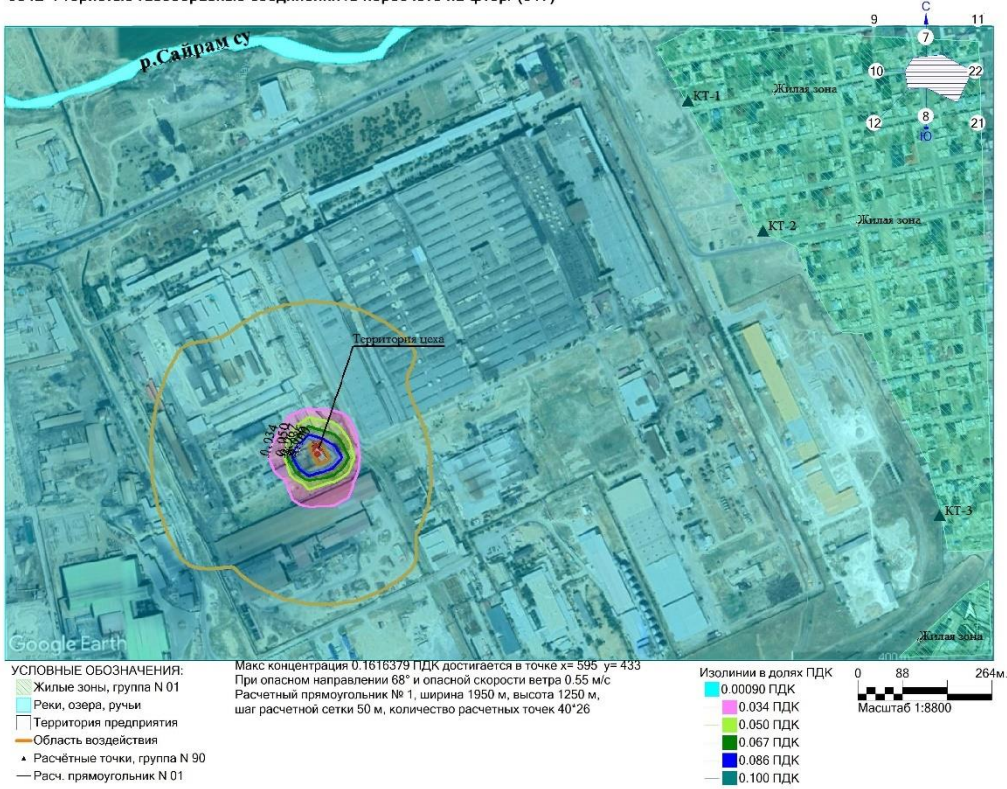 С
9
11
7
10
22
12
8
21
Ю
р.Сайрам су
КТ-1
Жилая зона
КТ-2
Жилая зона
Территория цеха
0.034
0.050
КТ-3
Жилая зона
Google Earth
400 m
УСЛОВНЫЕ ОБОЗНАЧЕНИЯ:
Жилые зоны, группа N 01
Реки, озера, ручьи
Территория предприятия
Область воздействия
Расчётные точки, группа N 90
Расч. прямоугольник N 01
Макс концентрация 0.1616379 ПДК достигается в точке x= 595 y= 433
При опасном направлении 68° и опасной скорости ветра 0.55 м/с
Расчетный прямоугольник № 1, ширина 1950 м, высота 1250 м,
шаг расчетной сетки 50 м, количество расчетных точек 40*26
Изолинии в долях ПДК
0.00090 ПДК
0.034 ПДК
0.050 ПДК
0.067 ПДК
0.086 ПДК
0.100 ПДК
0 88 264м.
Масштаб 1:8800